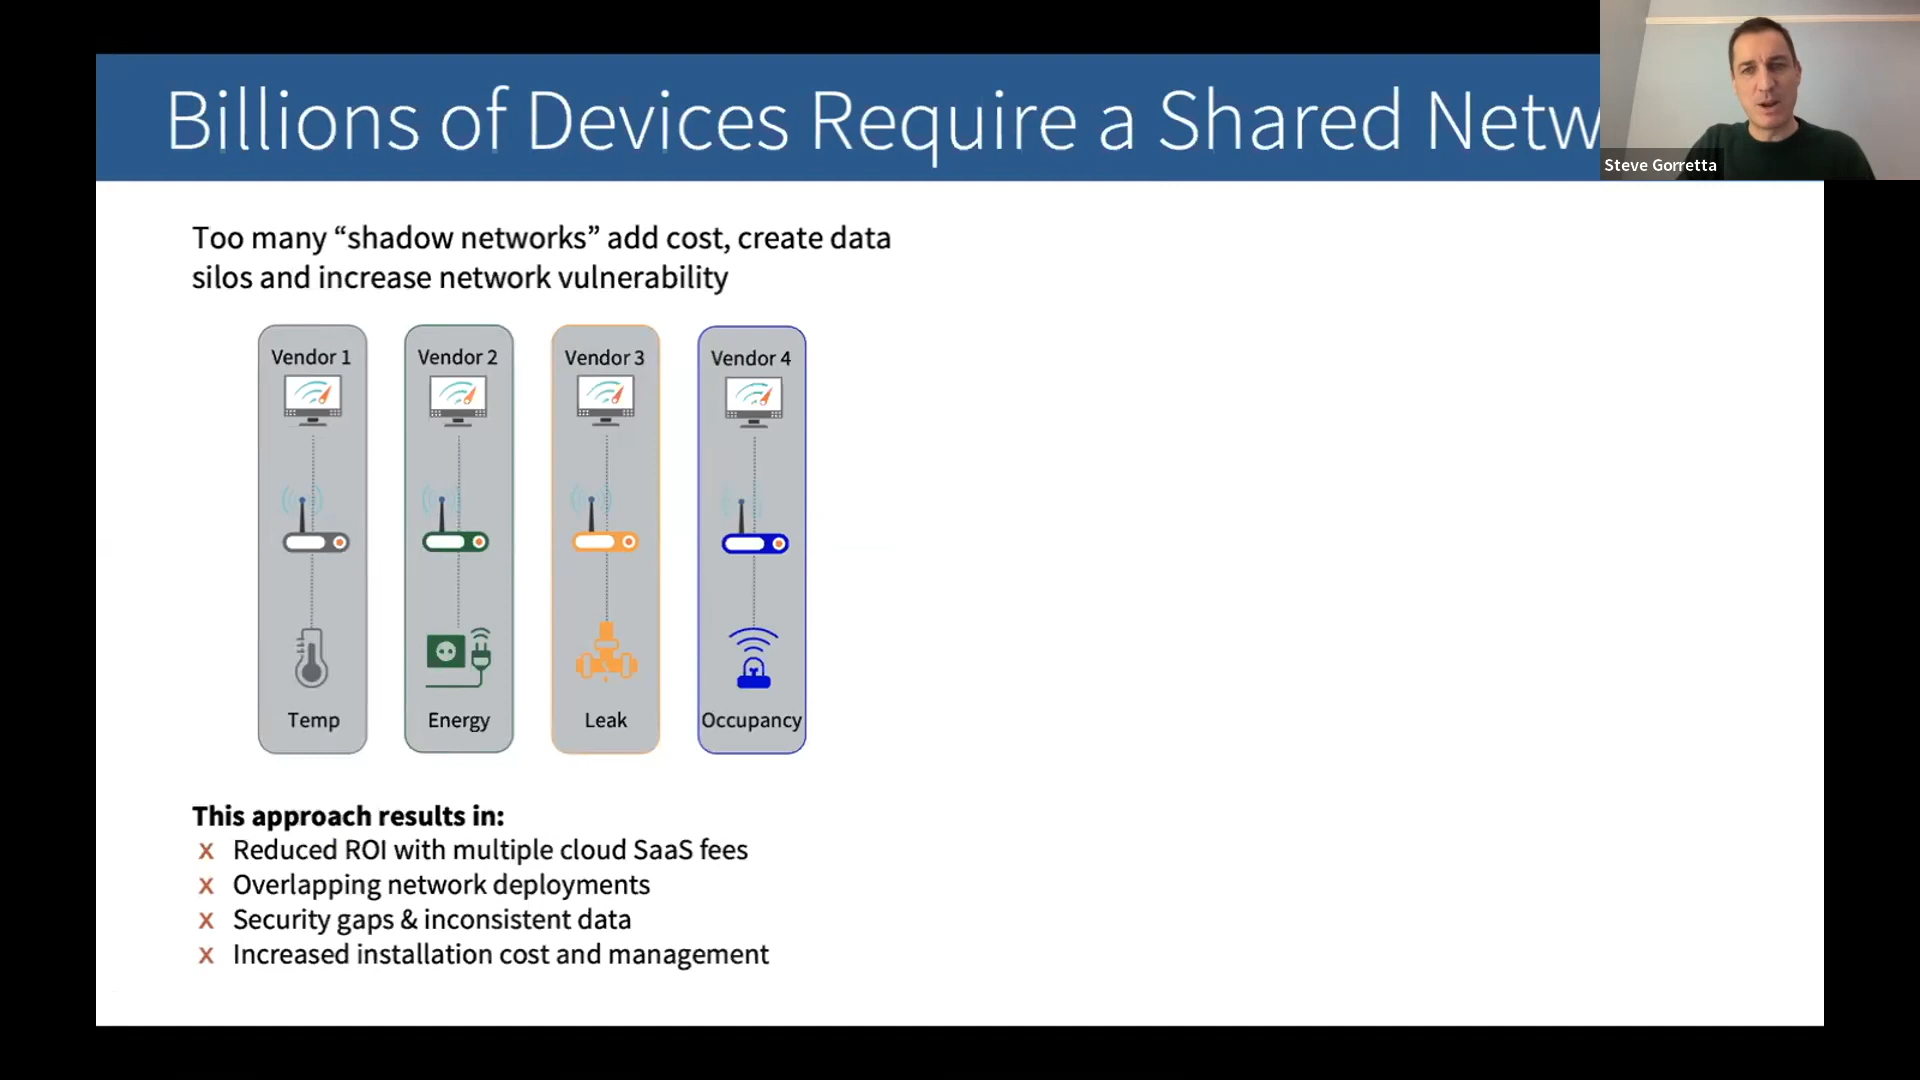 Billions of Devices Require a Shared Netw
Steve Gorretta
Too many “shadow networks” add cost, create data
silos and increase network vulnerability
Vendor 1
Vendor 2
Vendor 3
Vendor 4
Temp
Energy
Leak
Occupancy
This approach results in:
x Reduced ROI with multiple cloud SaaS fees
x Overlapping network deployments
x Security gaps & inconsistent data
x Increased installation cost and management